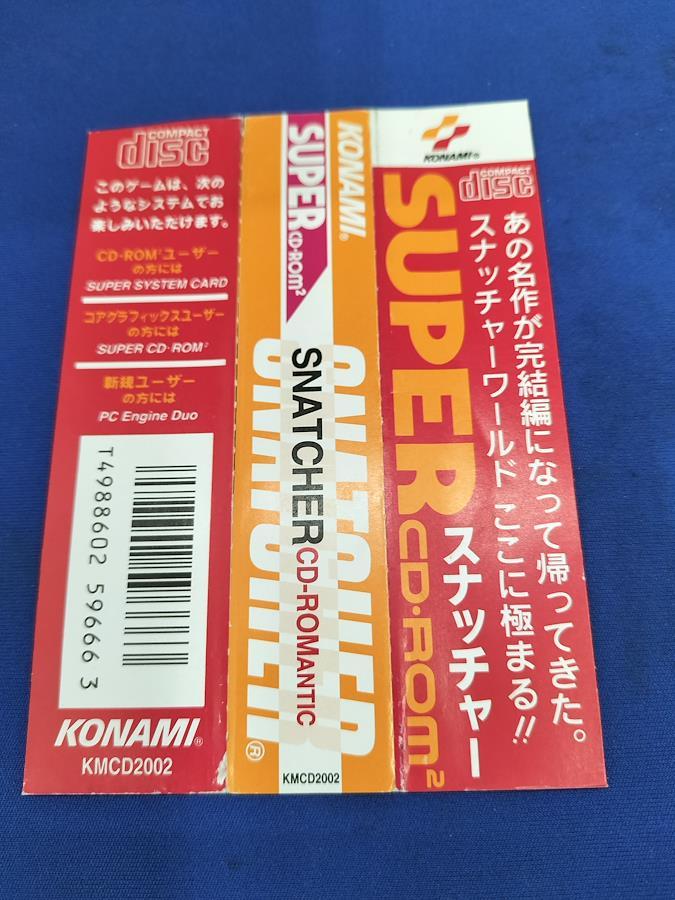 COMPACT
disc
このゲームは、次の
ようなシステムでお
楽しみいただけます。
CD-ROM²ユーザー
の方には
SUPER SYSTEM CARD
コアグラフィックスユーザー
の方には
SUPER CD-ROM²
新規ユーザー
の方には
PC Engine Duo
T4988602 59666 3
KONAMI®
KMCD2002
KONAMI®
SUPER CD-ROM²
SNATCHER
SNATCHER CD-ROMANTIC
®
KMCD2002
KONAMI®
COMPACT
disc
あの名作が完結編になって帰ってきた。
スナッチャーワールド ここに極まる!!
SUPER CD-ROM²
スナッチャー